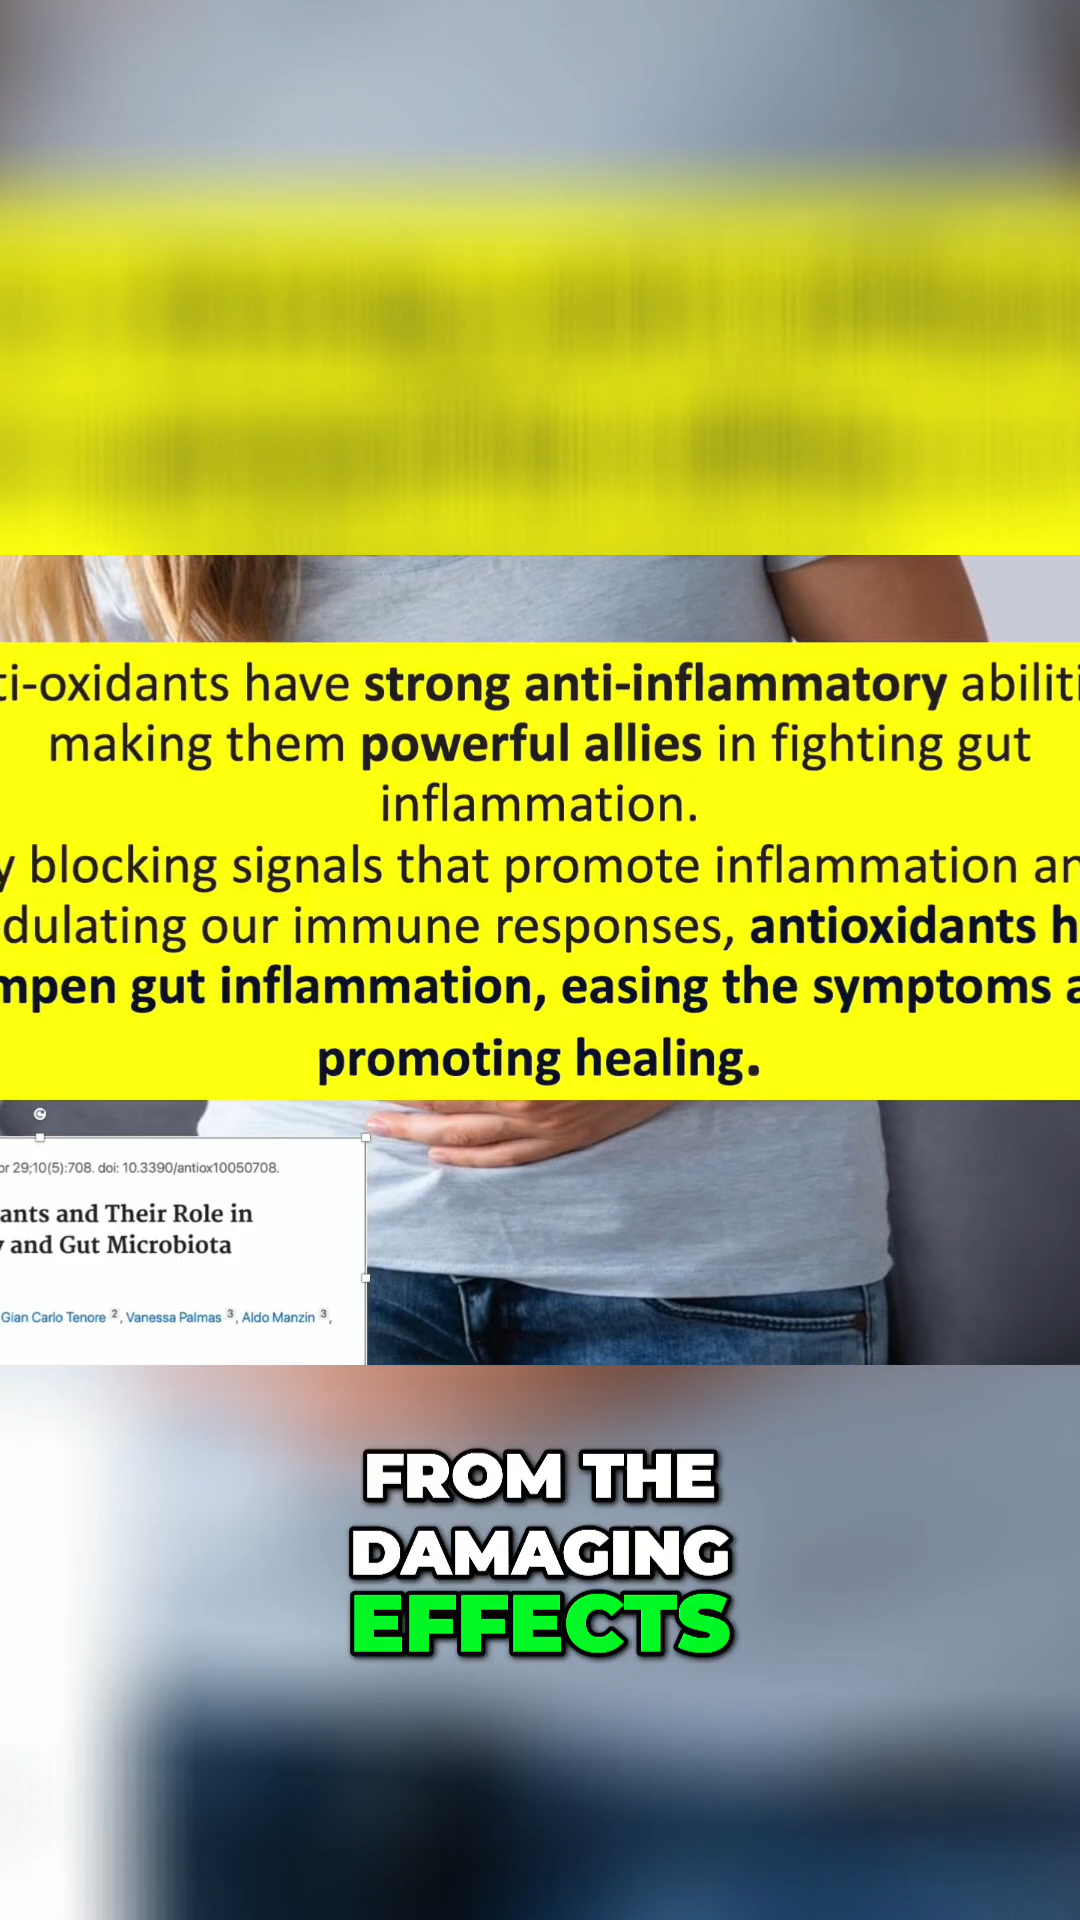 ti-oxidants have strong anti-inflammatory abiliti
making them powerful allies in fighting gut
inflammation.
y blocking signals that promote inflammation an
dulating our immune responses, antioxidants h
mpen gut inflammation, easing the symptoms a
promoting healing.
or 29;10(5):708. doi: 10.3390/antiox10050708.
ants and Their Role in
y and Gut Microbiota
Gian Carlo Tenore 2, Vanessa Palmas 3, Aldo Manzin 3,
FROM THE
DAMAGING
EFFECTS